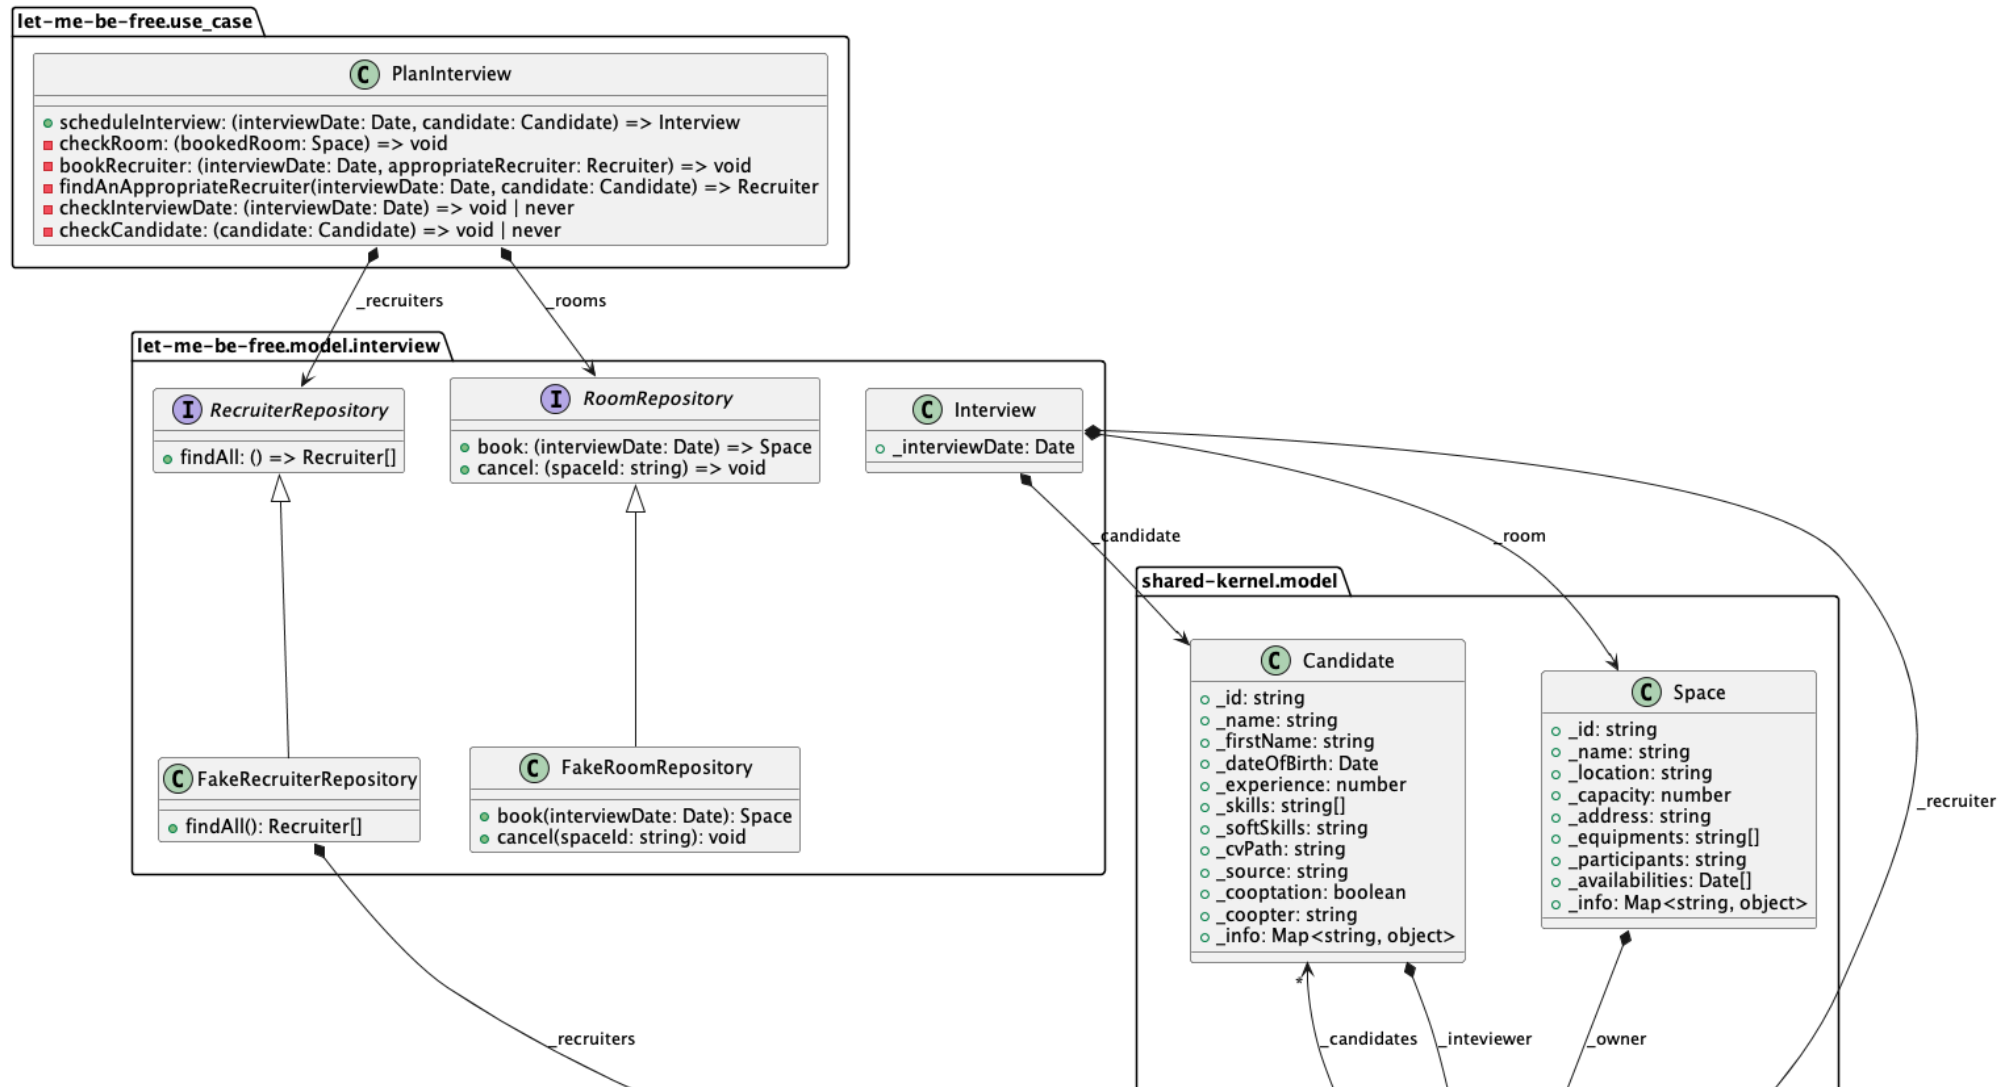 let-me-be-free.use_case
C PlanInterview
scheduleInterview: (interviewDate: Date, candidate: Candidate) => Interview
checkRoom: (bookedRoom: Space) => void
bookRecruiter: (interviewDate: Date, appropriateRecruiter: Recruiter) => void
findAnAppropriateRecruiter(interviewDate: Date, candidate: Candidate) => Recruiter
checkInterviewDate: (interviewDate: Date) => void | never
checkCandidate: (candidate: Candidate) => void | never
_recruiters
_rooms
let-me-be-free.model.interview
I RecruiterRepository
findAll: () => Recruiter[]
I RoomRepository
book: (interviewDate: Date) => Space
cancel: (spaceId: string) => void
C Interview
_interviewDate: Date
_candidate
_room
_recruiter
C FakeRecruiterRepository
findAll(): Recruiter[]
C FakeRoomRepository
book(interviewDate: Date): Space
cancel(spaceId: string): void
_recruiters
shared-kernel.model
C Candidate
_id: string
_name: string
_firstName: string
_dateOfBirth: Date
_experience: number
_skills: string[]
_softSkills: string
_cvPath: string
_source: string
_cooptation: boolean
_coopter: string
_info: Map<string, object>
C Space
_id: string
_name: string
_location: string
_capacity: number
_address: string
_equipments: string[]
_participants: string
_availabilities: Date[]
_info: Map<string, object>
*
_candidates
_inteviewer
_owner